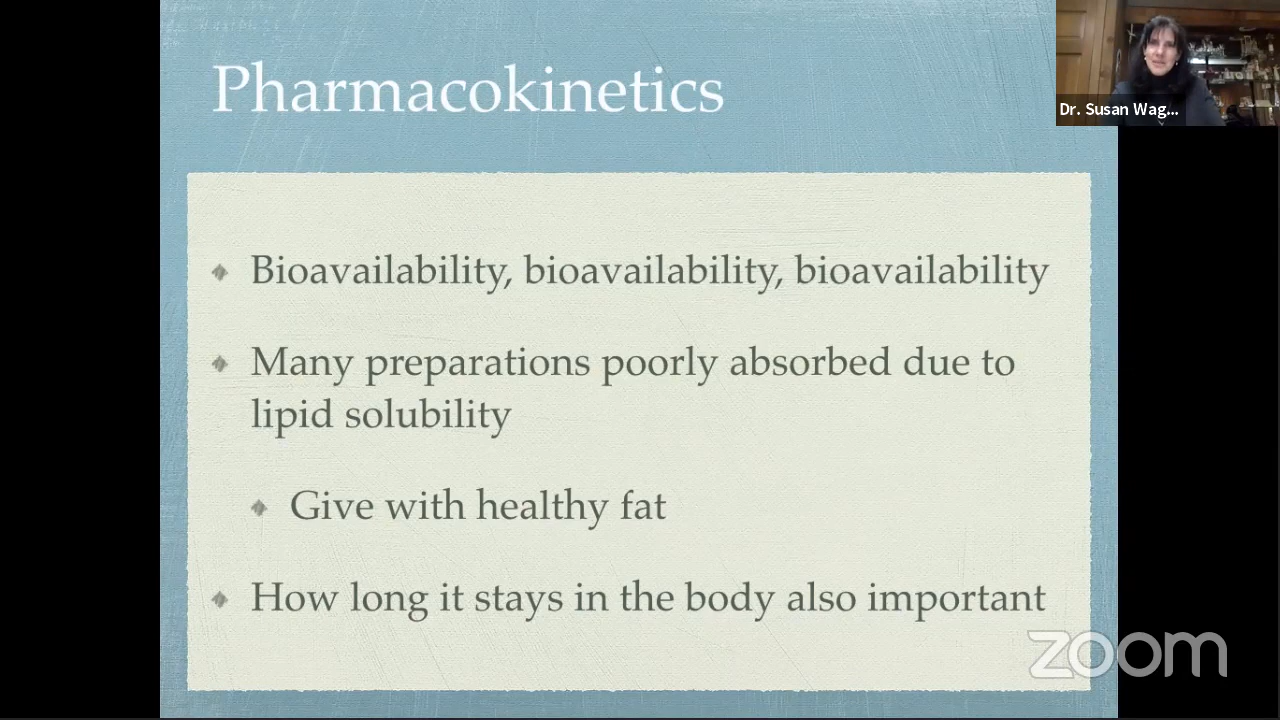 Pharmacokinetics
Dr. Susan Wag...
Bioavailability, bioavailability, bioavailability
Many preparations poorly absorbed due to
lipid solubility
Give with healthy fat
How long it stays in the body also important
zoom